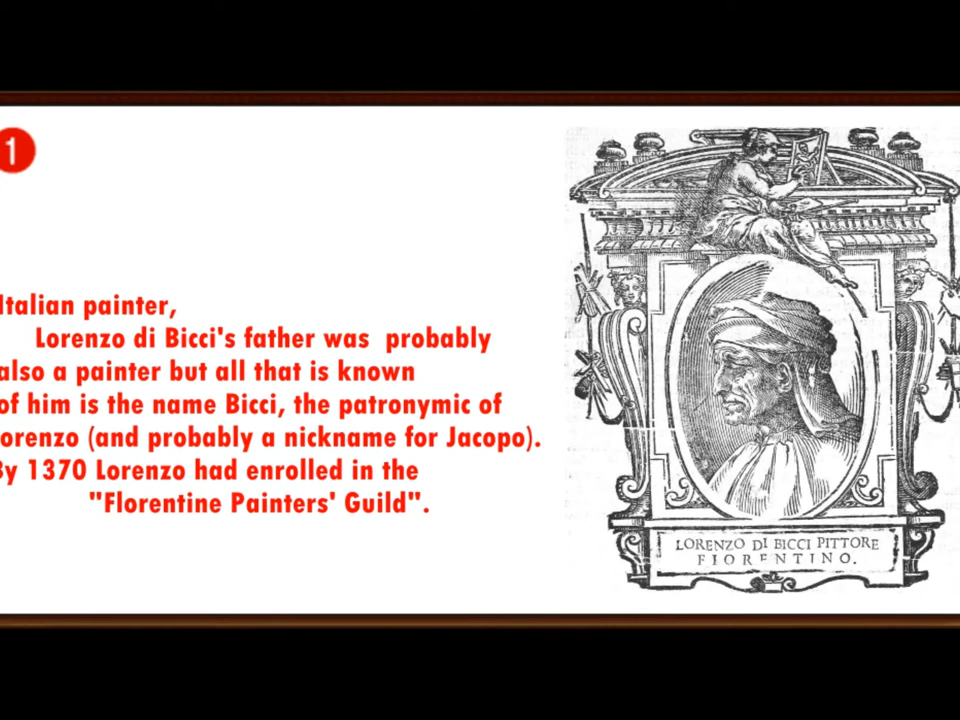 1
Italian painter,
Lorenzo di Bicci's father was probably
also a painter but all that is known
of him is the name Bicci, the patronymic of
Lorenzo (and probably a nickname for Jacopo).
By 1370 Lorenzo had enrolled in the
"Florentine Painters' Guild".
LORENZO DI BICCI PITTORE
FIORENTINO.